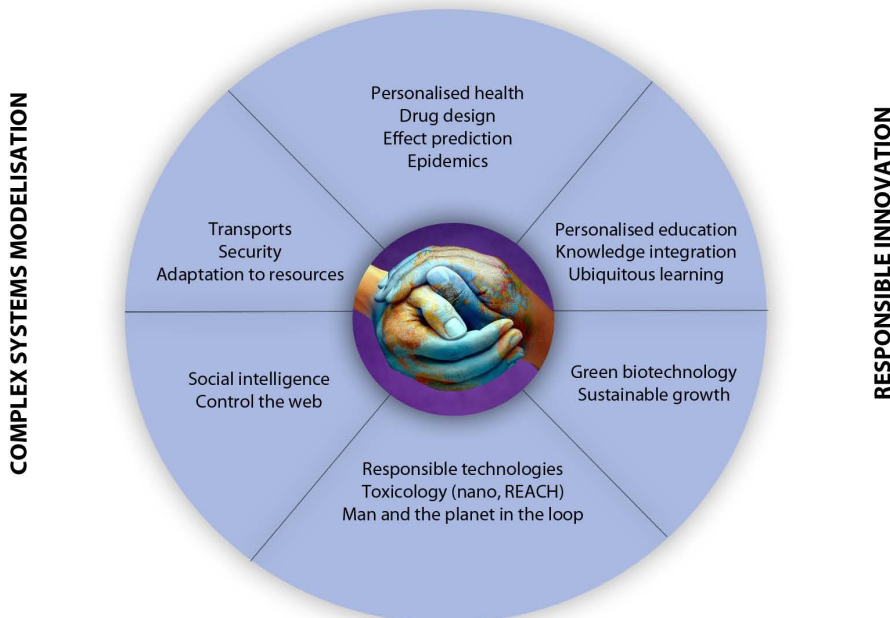 COMPLEX SYSTEMS MODELISATION
Personalised health
Drug design
Effect prediction
Epidemics
Transports
Security
Adaptation to resources
Personalised education
Knowledge integration
Ubiquitous learning
Social intelligence
Control the web
Green biotechnology
Sustainable growth
Responsible technologies
Toxicology (nano, REACH)
Man and the planet in the loop
RESPONSIBLE INNOVATION